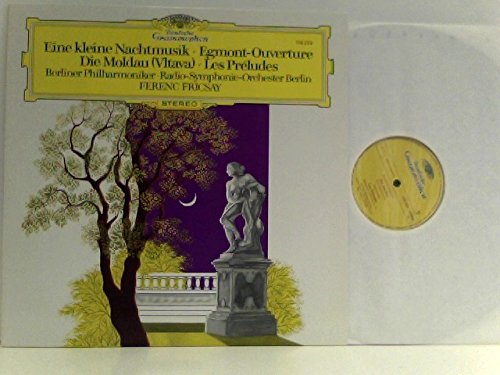 Deutsche
Grammophon
Eine kleine Nachtmusik · Egmont-Ouverture
Die Moldau (Vltava) · Les Préludes
Berliner Philharmoniker · Radio-Symphonie-Orchester Berlin
FERENC FRICSAY
STEREO